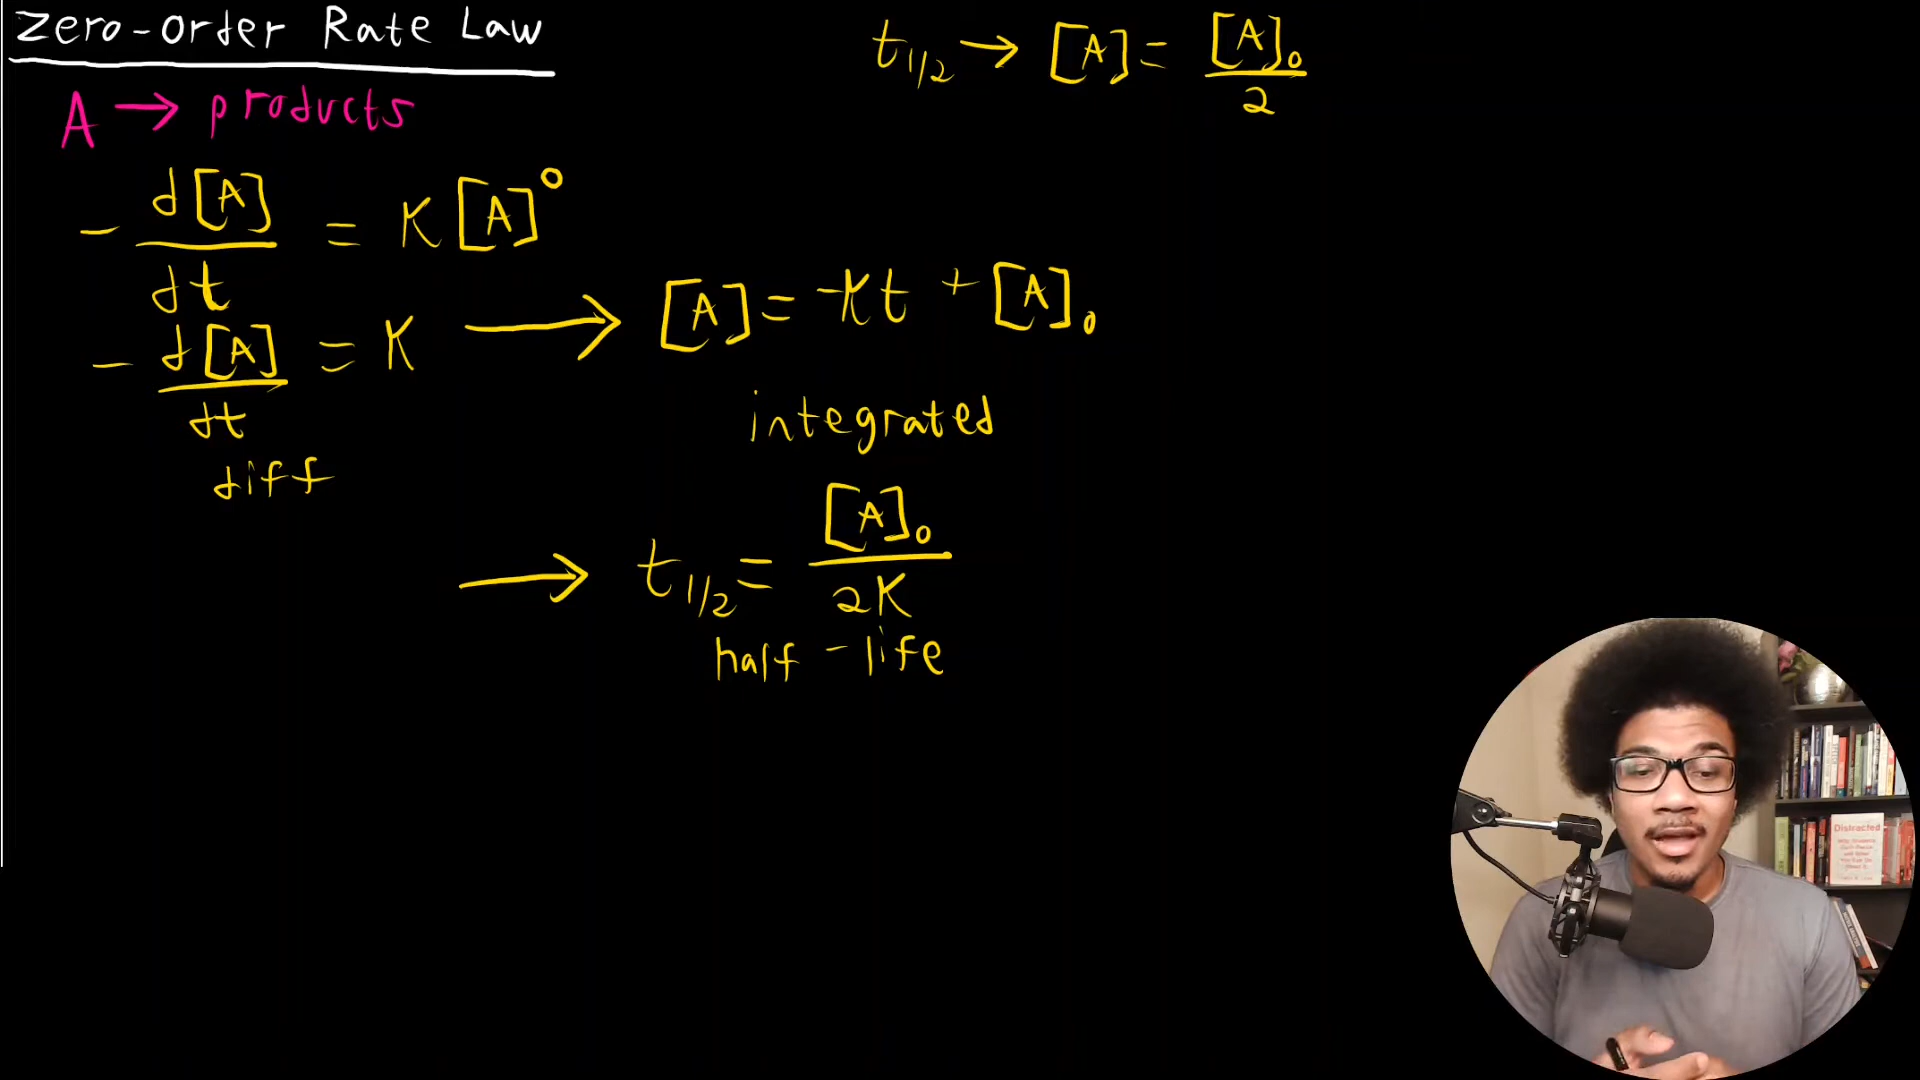 Zero-Order Rate Law
t1/2 → [A] = [A]0/2
A → products
- d[A]/dt = K[A]^0
- d[A]/dt = K → [A] = -Kt + [A]0
diff
integrated
→ t1/2 = [A]0/2K
half-life
Distracted